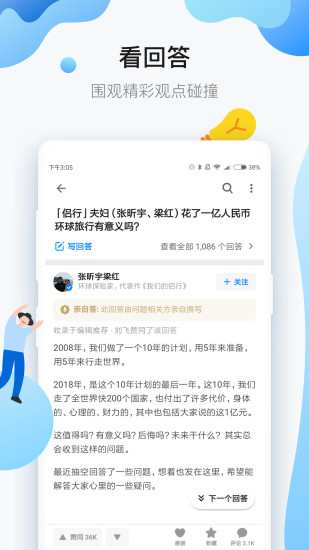 看回答
围观精彩观点碰撞
下午3:05
38%
「侣行」夫妇（张昕宇、梁红）花了一亿人民币
环球旅行有意义吗？
写回答
查看全部 1,086 个回答
张昕宇梁红
环球探险家，代表作《我们的侣行》
+ 关注
亲自答：此回答由问题相关方亲自撰写
收录于编辑推荐 · 刘飞赞同了该回答
2008年，我们做了一个10年的计划，用5年来准备，
用5年来行走世界。
2018年，是这个10年计划的最后一年。这10年，我们
走了全世界快200个国家，也付出了许多代价，身体
的、心理的、财力的，其中也包括大家说的这1亿元。
这值得吗？有意义吗？后悔吗？未来干什么？其实总
会收到这样的问题。
最近抽空回答了一些问题，想着也发在这里，希望能
解答大家心里的一些疑问。
下一个回答
赞同 36K
感谢
收藏
评论 2.1K